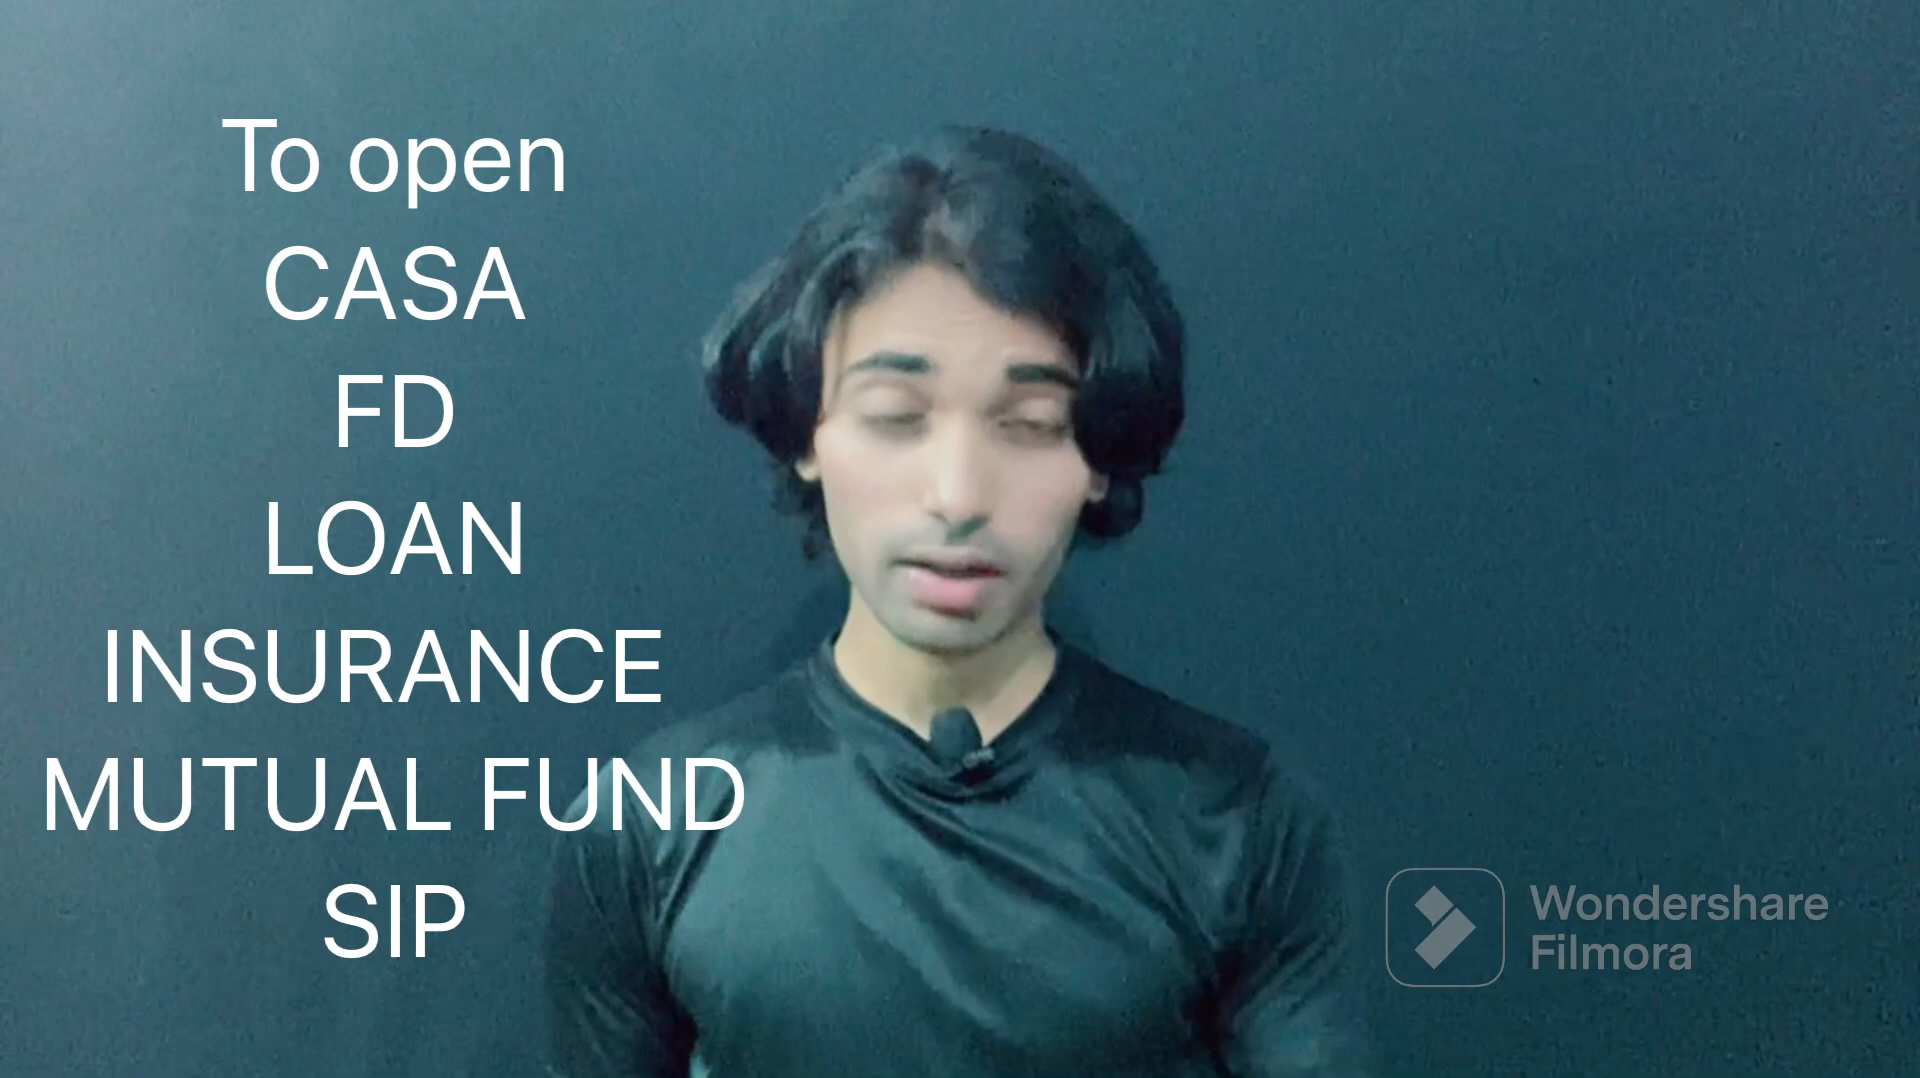 To open
CASA
FD
LOAN
INSURANCE
MUTUAL FUND
SIP
Wondershare
Filmora